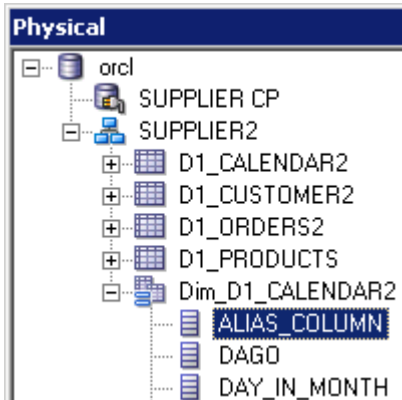 Physical
orcl
SUPPLIER CP
SUPPLIER2
D1_CALENDAR2
D1_CUSTOMER2
D1_ORDERS2
D1_PRODUCTS
Dim_D1_CALENDAR2
ALIAS_COLUMN
DAGO
DAY_IN_MONTH